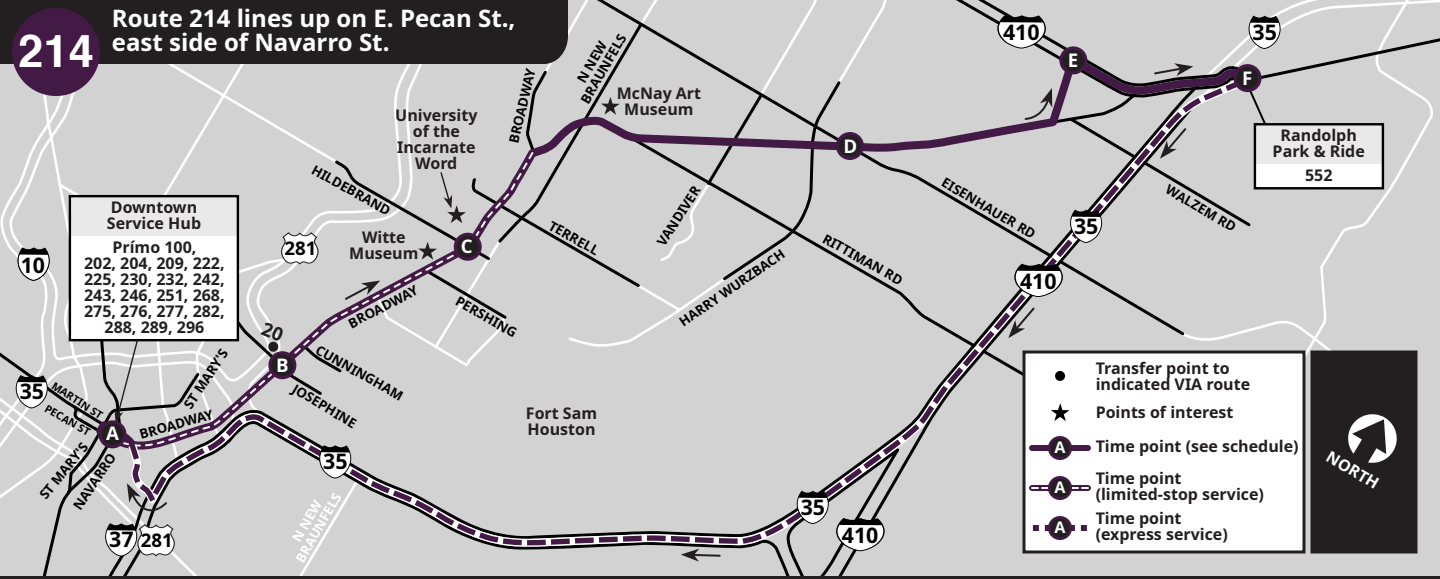 214
Route 214 lines up on E. Pecan St.,
east side of Navarro St.
410
35
E
F
N NEW
BRAUNFELS
BROADWAY
McNay Art
Museum
University
of the
Incarnate
Word
D
Randolph
Park & Ride
552
HILDEBRAND
EISENHAUER RD
WALZEM RD
VANDIVER
35
Downtown
Service Hub
Prímo 100,
202, 204, 209, 222,
225, 230, 232, 242,
243, 246, 251, 268,
275, 276, 277, 282,
288, 289, 296
10
281
Witte
Museum
C
TERRELL
RITTIMAN RD
HARRY WURZBACH
410
BROADWAY
PERSHING
20
B
CUNNINGHAM
JOSEPHINE
ST MARY'S
35
MARTIN ST
PECAN ST
A
BROADWAY
ST MARY'S
NAVARRO
Fort Sam
Houston
35
N NEW
BRAUNFELS
37
281
35
410
Transfer point to
indicated VIA route
Points of interest
A
Time point (see schedule)
A
Time point
(limited-stop service)
A
Time point
(express service)
NORTH